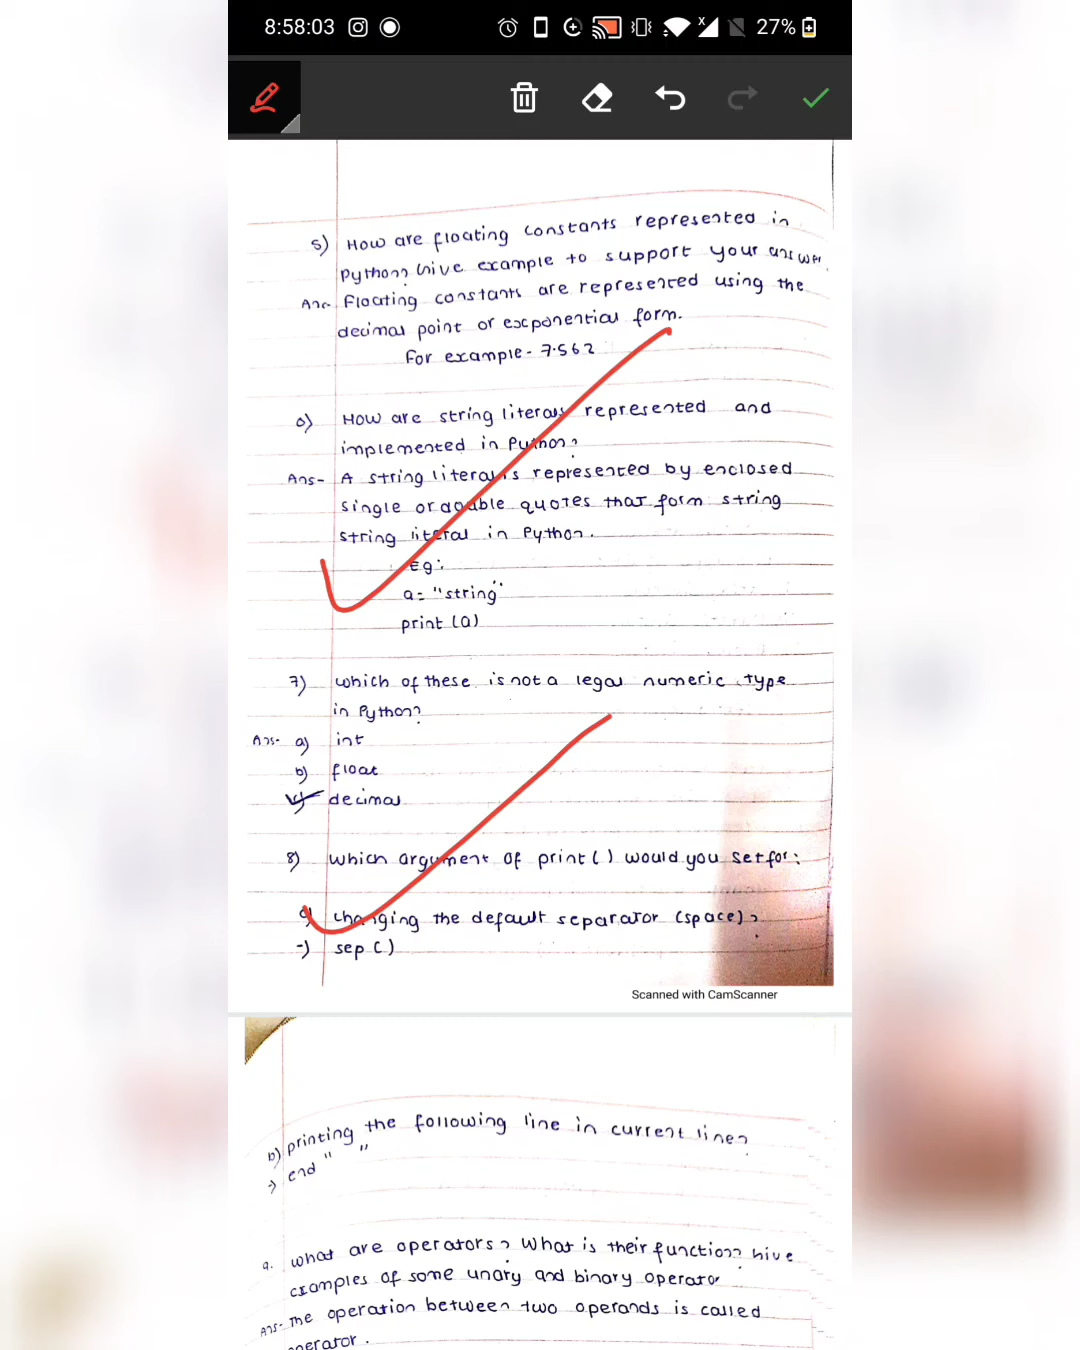 8:58:03
27%
5) How are floating constants represented in
Python? Give example to support your answer.
Ans- Floating constants are represented using the
decimal point or exponential form.
For example- 7.562
6) How are string literals represented and
implemented in Python?
Ans- A string literal is represented by enclosed
single or double quotes that form string
string literal in Python.
Eg:
a= "string"
print (a)
7) which of these is not a legal numeric type
in Python?
Ans- a) int
b) float
c) decimal
8) which argument of print( ) would you set for:
a) changing the default separator (space)?
-) sep ( )
Scanned with CamScanner
b) printing the following line in current line?
-) end " "
9. what are operators? What is their function? Give
examples of some unary and binary operator
Ans- The operation between two operands is called
operator.